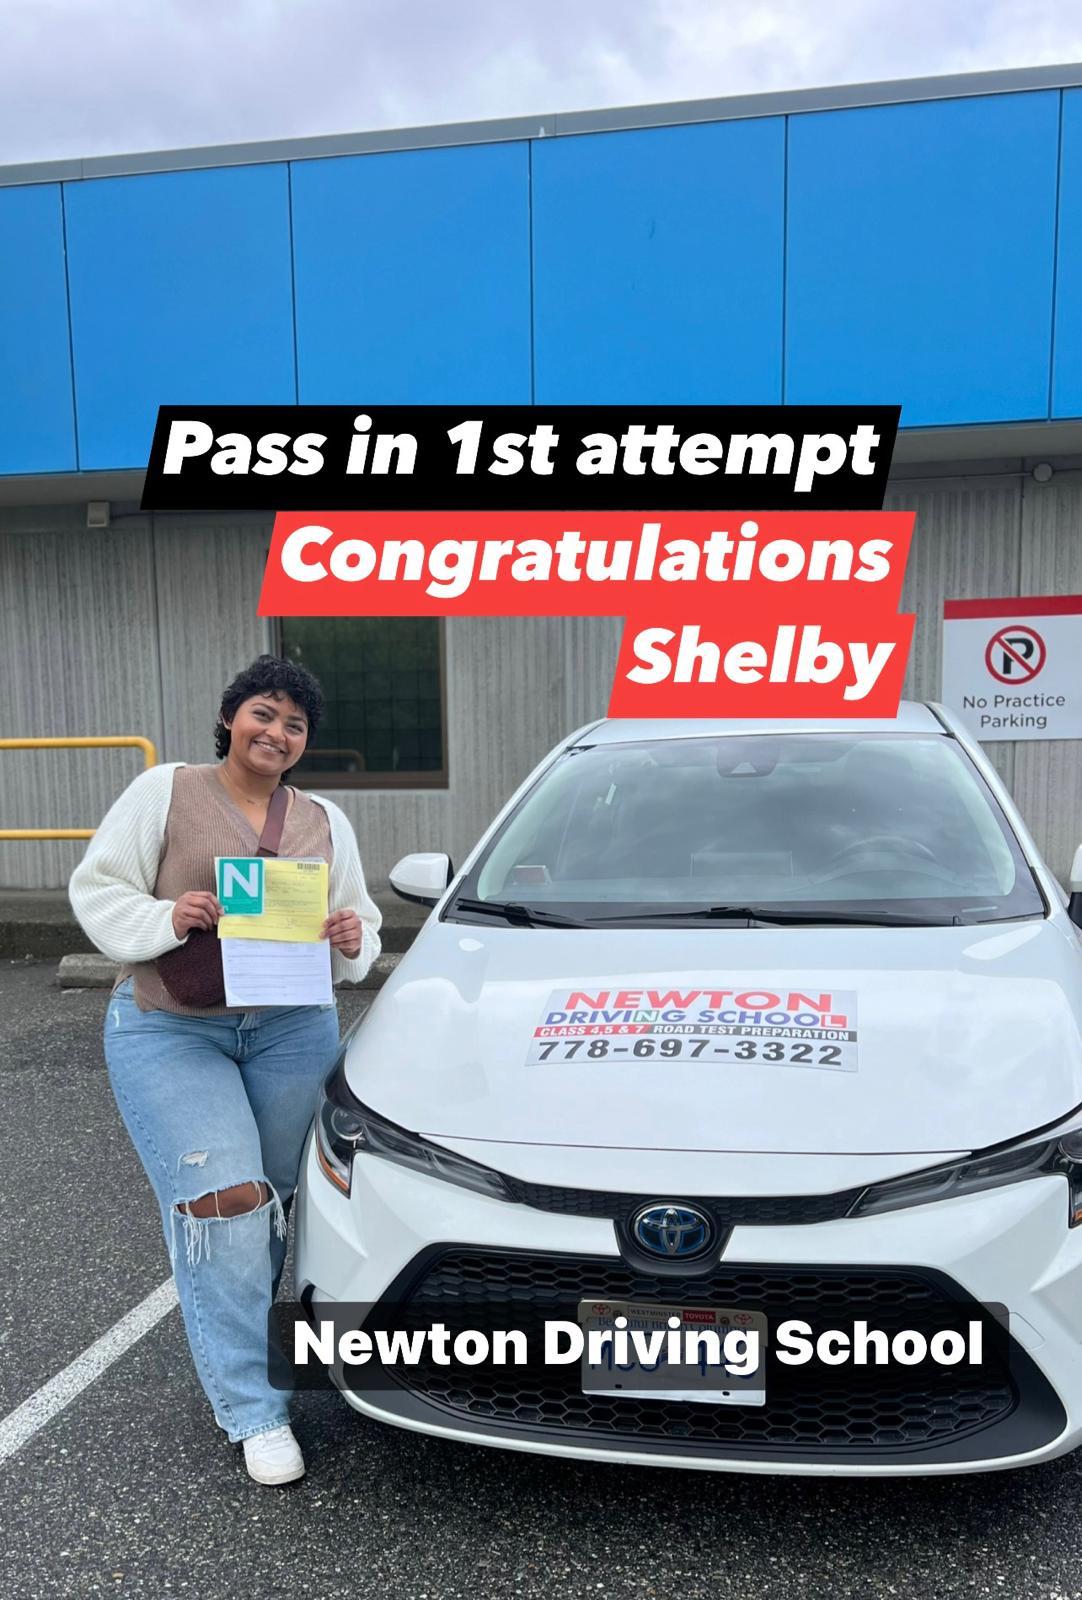 Pass in 1st attempt
Congratulations
Shelby
No Practice
Parking
N
NEWTON
DRIVING SCHOOL
CLASS 4,5 & 7 ROAD TEST PREPARATION
778-697-3322
WESTMINSTER TOYOTA
Newton Driving School